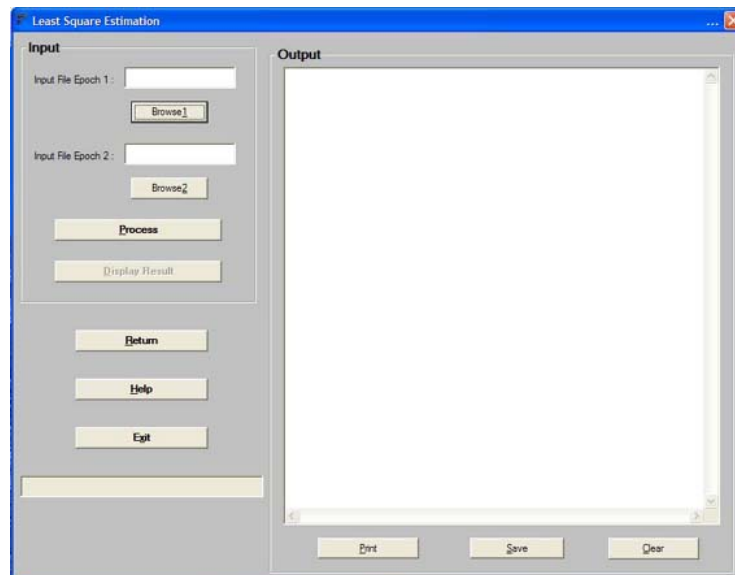 Least Square Estimation
...
Input
Input File Epoch 1 :
Browse1
Input File Epoch 2 :
Browse2
Process
Display Result
Return
Help
Exit
Output
Print
Save
Clear